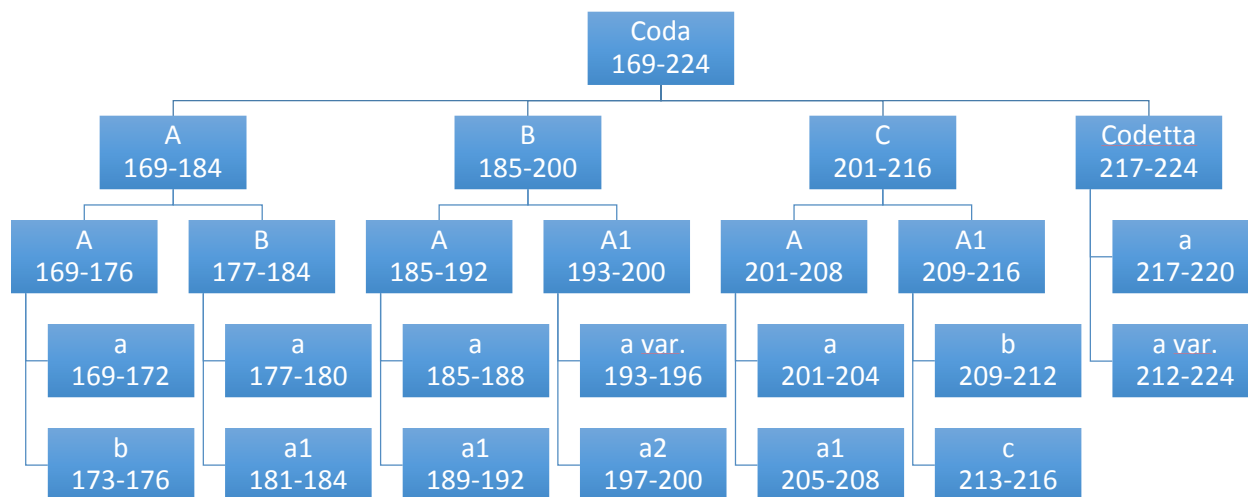 Coda
169-224
A
169-184
B
185-200
C
201-216
Codetta
217-224
A
169-176
B
177-184
A
185-192
A1
193-200
A
201-208
A1
209-216
a
217-220
a
169-172
a
177-180
a
185-188
a var.
193-196
a
201-204
b
209-212
a var.
212-224
b
173-176
a1
181-184
a1
189-192
a2
197-200
a1
205-208
c
213-216